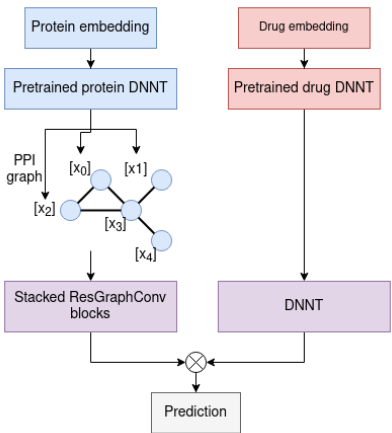 Protein embedding
Drug embedding
Pretrained protein DNNT
Pretrained drug DNNT
PPI
graph
[x0]
[x1]
[x2]
[x3]
[x4]
Stacked ResGraphConv
blocks
DNNT
Prediction